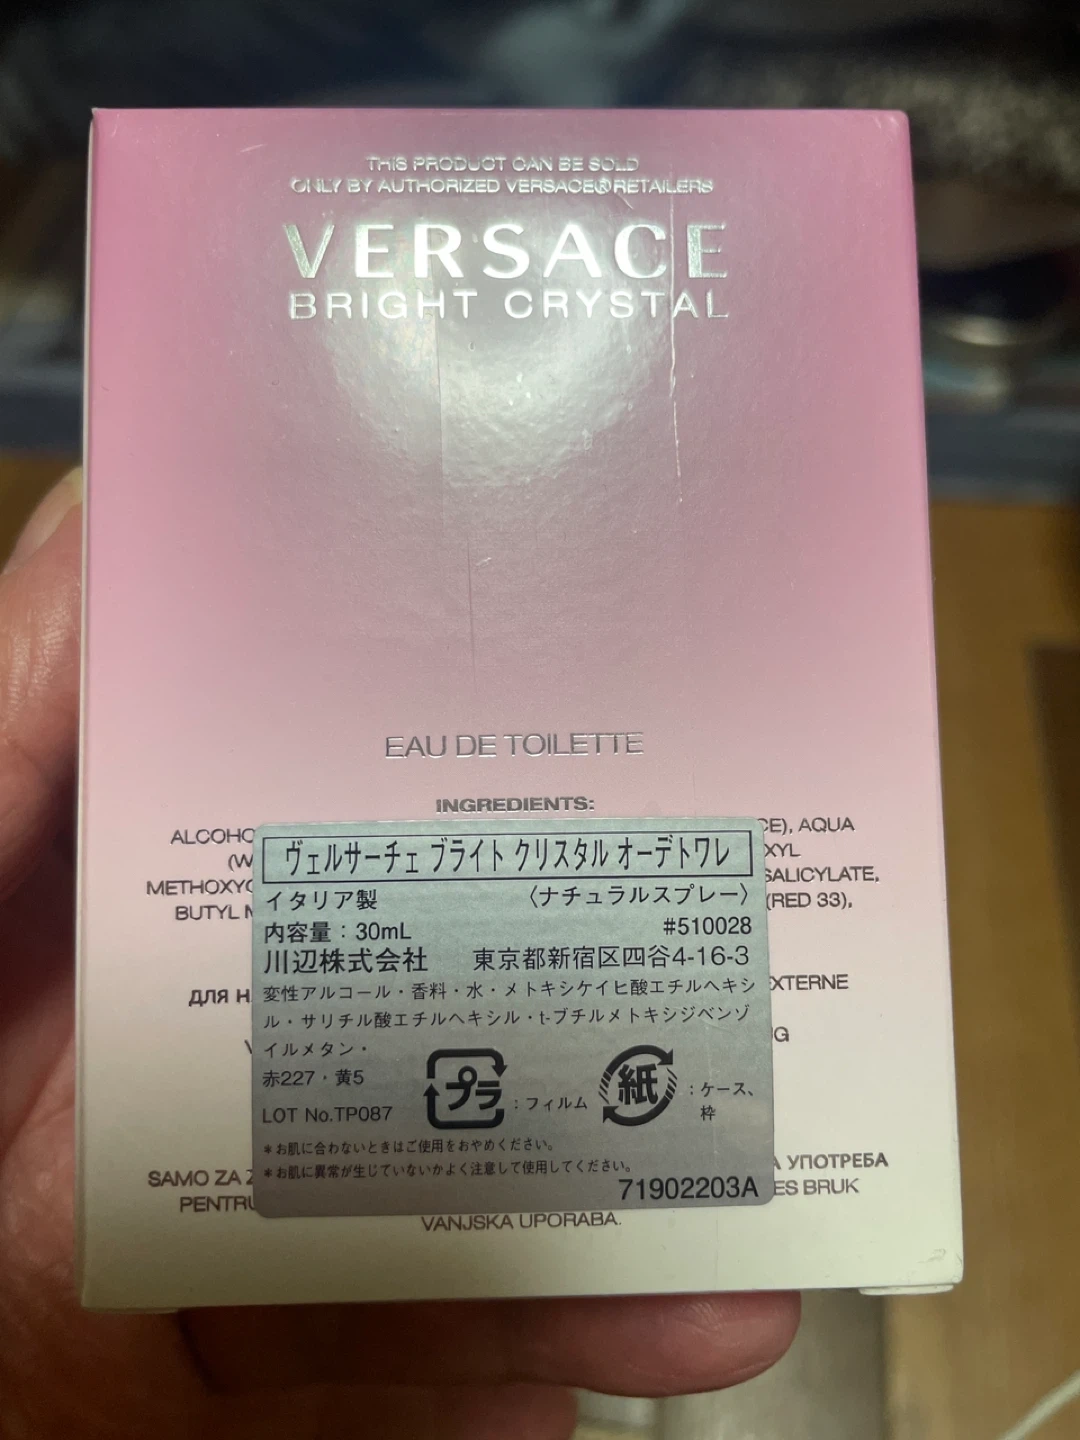 THIS PRODUCT CAN BE SOLD
ONLY BY AUTHORIZED VERSACE® RETAILERS
VERSACE
BRIGHT CRYSTAL
EAU DE TOILETTE
INGREDIENTS:
AQUA
METHOXY
BUTYL
SALICYLATE,
(RED 33),
ヴェルサーチェ ブライト クリスタル オーデトワレ
イタリア製 〈ナチュラルスプレー〉
内容量:30mL #510028
川辺株式会社 東京都新宿区四谷4-16-3
変性アルコール・香料・水・メトキシケイヒ酸エチルヘキシ
ル・サリチル酸エチルヘキシル・t-ブチルメトキシジベンゾ
イルメタン・
赤227・黄5
プラ :フィルム 紙 :ケース、
枠
LOT No.TP087
*お肌に合わないときはご使用をおやめください。
*お肌に異常が生じていないかよく注意して使用してください。
71902203A
ДЛЯ
EXTERNE
SAMO ZA
УПОТРЕБА
PENTRU
BRUK
VANJSKA UPORABA.